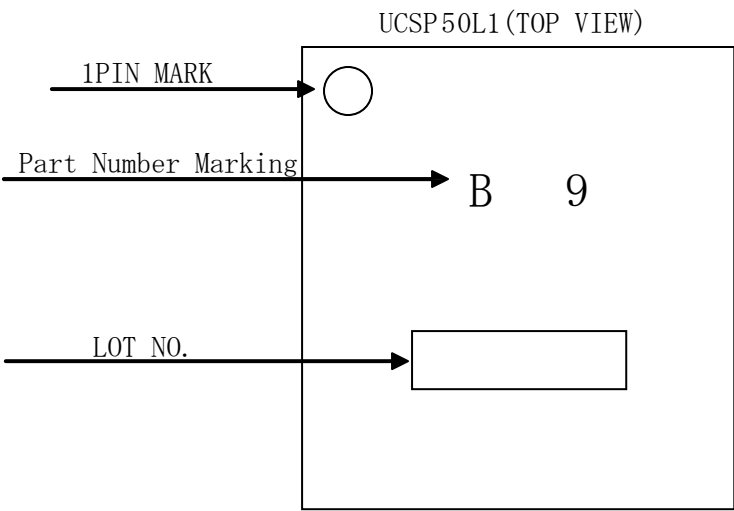 UCSP50L1(TOP VIEW)
1PIN MARK
Part Number Marking
B 9
LOT NO.